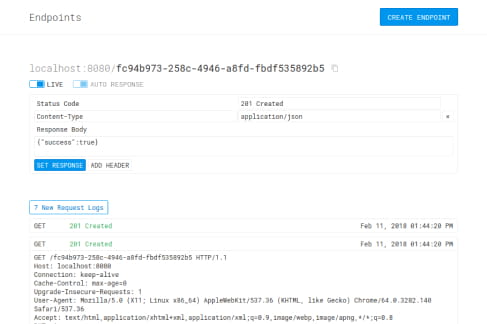 Endpoints
CREATE ENDPOINT
localhost:8080/fc94b973-258c-4946-a8fd-fbdf535892b5
LIVE AUTO RESPONSE
Status Code 201 Created
Content-Type application/json ×
Response Body
{"success":true}
SET RESPONSE ADD HEADER
7 New Request Logs
GET 201 Created Feb 11, 2018 01:44:20 PM
GET 201 Created Feb 11, 2018 01:44:20 PM
GET /fc94b973-258c-4946-a8fd-fbdf535892b5 HTTP/1.1
Host: localhost:8080
Connection: keep-alive
Cache-Control: max-age=0
Upgrade-Insecure-Requests: 1
User-Agent: Mozilla/5.0 (X11; Linux x86_64) AppleWebKit/537.36 (KHTML, like Gecko) Chrome/64.0.3282.140
Safari/537.36
Accept: text/html,application/xhtml+xml,application/xml;q=0.9,image/webp,image/apng,*/*;q=0.8